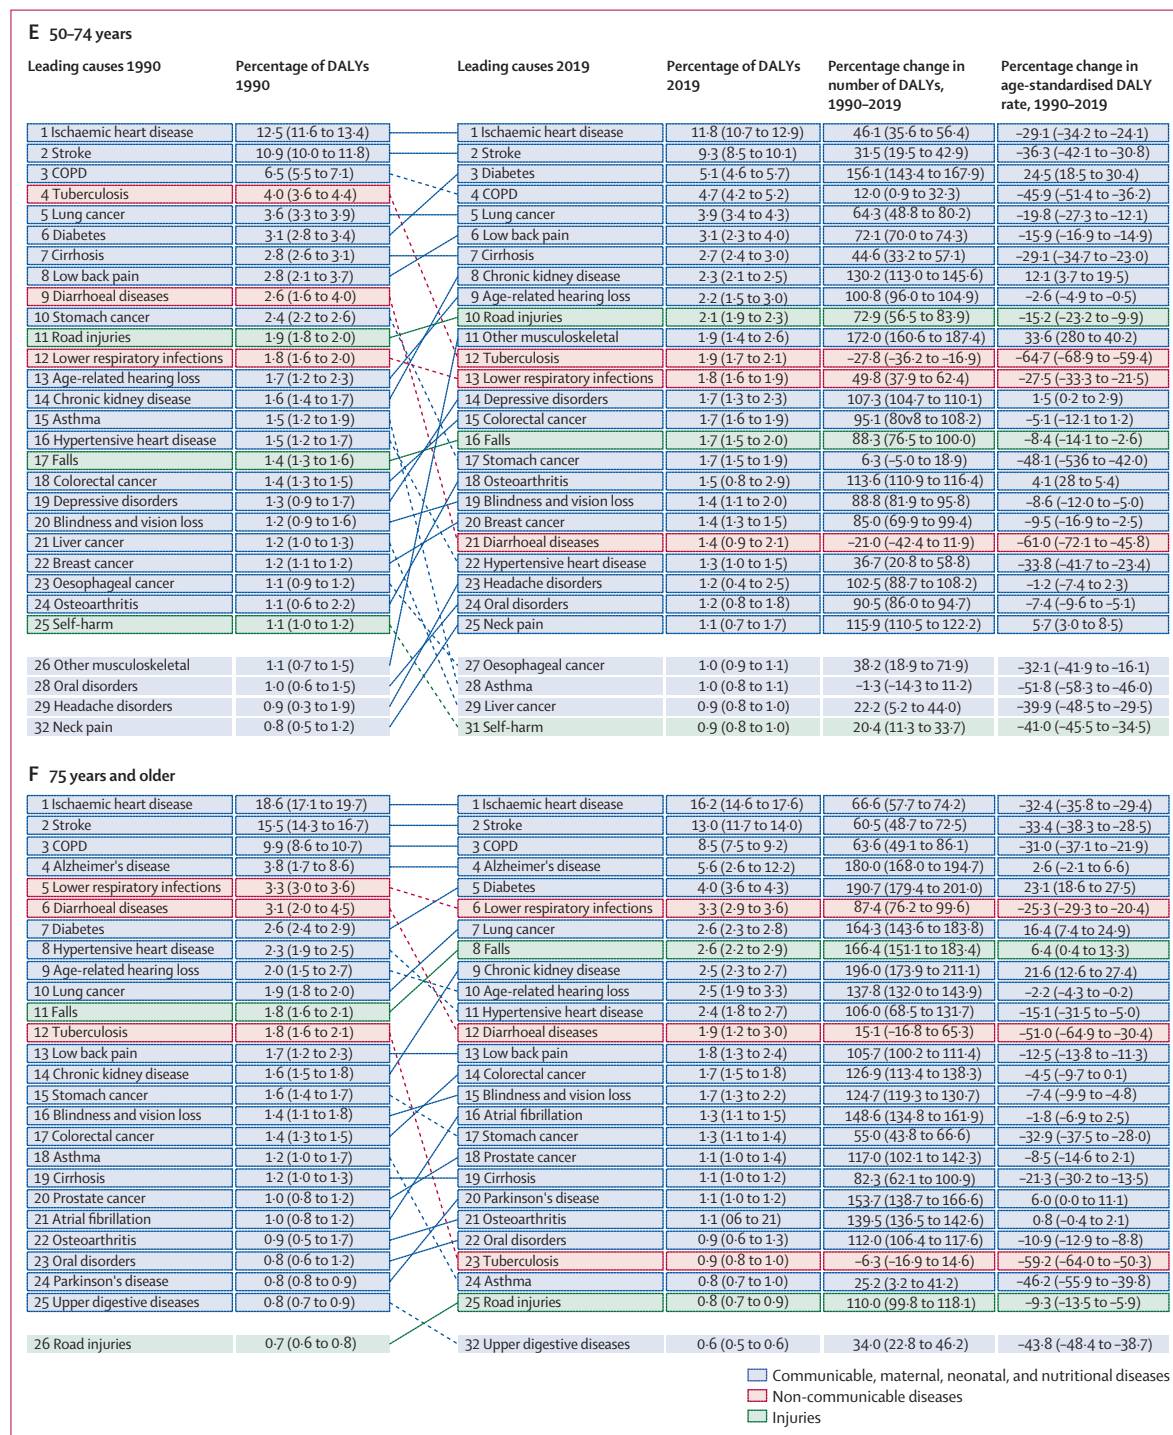 E 50–74 years
Leading causes 1990 Percentage of DALYs 1990 Leading causes 2019 Percentage of DALYs 2019 Percentage change in number of DALYs, 1990–2019 Percentage change in age-standardised DALY rate, 1990–2019
1 Ischaemic heart disease 12·5 (11·6 to 13·4) 1 Ischaemic heart disease 11·8 (10·7 to 12·9) 46·1 (35·6 to 56·4) –29·1 (–34·2 to –24·1)
2 Stroke 10·9 (10·0 to 11·8) 2 Stroke 9·3 (8·5 to 10·1) 31·5 (19·5 to 42·9) –36·3 (–42·1 to –30·8)
3 COPD 6·5 (5·5 to 7·1) 3 Diabetes 5·1 (4·6 to 5·7) 156·1 (143·4 to 167·9) 24·5 (18·5 to 30·4)
4 Tuberculosis 4·0 (3·6 to 4·4) 4 COPD 4·7 (4·2 to 5·2) 12·0 (0·9 to 32·3) –45·9 (–51·4 to –36·2)
5 Lung cancer 3·6 (3·3 to 3·9) 5 Lung cancer 3·9 (3·4 to 4·3) 64·3 (48·8 to 80·2) –19·8 (–27·3 to –12·1)
6 Diabetes 3·1 (2·8 to 3·4) 6 Low back pain 3·1 (2·3 to 4·0) 72·1 (70·0 to 74·3) –15·9 (–16·9 to –14·9)
7 Cirrhosis 2·8 (2·6 to 3·1) 7 Cirrhosis 2·7 (2·4 to 3·0) 44·6 (33·2 to 57·1) –29·1 (–34·7 to –23·0)
8 Low back pain 2·8 (2·1 to 3·7) 8 Chronic kidney disease 2·3 (2·1 to 2·5) 130·2 (113·0 to 145·6) 12·1 (3·7 to 19·5)
9 Diarrhoeal diseases 2·6 (1·6 to 4·0) 9 Age-related hearing loss 2·2 (1·5 to 3·0) 100·8 (96·0 to 104·9) –2·6 (–4·9 to –0·5)
10 Stomach cancer 2·4 (2·2 to 2·6) 10 Road injuries 2·1 (1·9 to 2·3) 72·9 (56·5 to 83·9) –15·2 (–23·2 to –9·9)
11 Road injuries 1·9 (1·8 to 2·0) 11 Other musculoskeletal 1·9 (1·4 to 2·6) 172·0 (160·6 to 187·4) 33·6 (280 to 40·2)
12 Lower respiratory infections 1·8 (1·6 to 2·0) 12 Tuberculosis 1·9 (1·7 to 2·1) –27·8 (–36·2 to –16·9) –64·7 (–68·9 to –59·4)
13 Age-related hearing loss 1·7 (1·2 to 2·3) 13 Lower respiratory infections 1·8 (1·6 to 1·9) 49·8 (37·9 to 62·4) –27·5 (–33·3 to –21·5)
14 Chronic kidney disease 1·6 (1·4 to 1·7) 14 Depressive disorders 1·7 (1·3 to 2·3) 107·3 (104·7 to 110·1) 1·5 (0·2 to 2·9)
15 Asthma 1·5 (1·2 to 1·9) 15 Colorectal cancer 1·7 (1·6 to 1·9) 95·1 (80v8 to 108·2) –5·1 (–12·1 to 1·2)
16 Hypertensive heart disease 1·5 (1·2 to 1·7) 16 Falls 1·7 (1·5 to 2·0) 88·3 (76·5 to 100·0) –8·4 (–14·1 to –2·6)
17 Falls 1·4 (1·3 to 1·6) 17 Stomach cancer 1·7 (1·5 to 1·9) 6·3 (–5·0 to 18·9) –48·1 (–536 to –42·0)
18 Colorectal cancer 1·4 (1·3 to 1·5) 18 Osteoarthritis 1·5 (0·8 to 2·9) 113·6 (110·9 to 116·4) 4·1 (28 to 5·4)
19 Depressive disorders 1·3 (0·9 to 1·7) 19 Blindness and vision loss 1·4 (1·1 to 2·0) 88·8 (81·9 to 95·8) –8·6 (–12·0 to –5·0)
20 Blindness and vision loss 1·2 (0·9 to 1·6) 20 Breast cancer 1·4 (1·3 to 1·5) 85·0 (69·9 to 99·4) –9·5 (–16·9 to –2·5)
21 Liver cancer 1·2 (1·0 to 1·3) 21 Diarrhoeal diseases 1·4 (0·9 to 2·1) –21·0 (–42·4 to 11·9) –61·0 (–72·1 to –45·8)
22 Breast cancer 1·2 (1·1 to 1·2) 22 Hypertensive heart disease 1·3 (1·0 to 1·5) 36·7 (20·8 to 58·8) –33·8 (–41·7 to –23·4)
23 Oesophageal cancer 1·1 (0·9 to 1·2) 23 Headache disorders 1·2 (0·4 to 2·5) 102·5 (88·7 to 108·2) –1·2 (–7·4 to 2·3)
24 Osteoarthritis 1·1 (0·6 to 2·2) 24 Oral disorders 1·2 (0·8 to 1·8) 90·5 (86·0 to 94·7) –7·4 (–9·6 to –5·1)
25 Self-harm 1·1 (1·0 to 1·2) 25 Neck pain 1·1 (0·7 to 1·7) 115·9 (110·5 to 122·2) 5·7 (3·0 to 8·5)
26 Other musculoskeletal 1·1 (0·7 to 1·5) 27 Oesophageal cancer 1·0 (0·9 to 1·1) 38·2 (18·9 to 71·9) –32·1 (–41·9 to –16·1)
28 Oral disorders 1·0 (0·6 to 1·5) 28 Asthma 1·0 (0·8 to 1·1) –1·3 (–14·3 to 11·2) –51·8 (–58·3 to –46·0)
29 Headache disorders 0·9 (0·3 to 1·9) 29 Liver cancer 0·9 (0·8 to 1·0) 22·2 (5·2 to 44·0) –39·9 (–48·5 to –29·5)
32 Neck pain 0·8 (0·5 to 1·2) 31 Self-harm 0·9 (0·8 to 1·0) 20·4 (11·3 to 33·7) –41·0 (–45·5 to –34·5)
F 75 years and older
1 Ischaemic heart disease 18·6 (17·1 to 19·7) 1 Ischaemic heart disease 16·2 (14·6 to 17·6) 66·6 (57·7 to 74·2) –32·4 (–35·8 to –29·4)
2 Stroke 15·5 (14·3 to 16·7) 2 Stroke 13·0 (11·7 to 14·0) 60·5 (48·7 to 72·5) –33·4 (–38·3 to –28·5)
3 COPD 9·9 (8·6 to 10·7) 3 COPD 8·5 (7·5 to 9·2) 63·6 (49·1 to 86·1) –31·0 (–37·1 to –21·9)
4 Alzheimer's disease 3·8 (1·7 to 8·6) 4 Alzheimer's disease 5·6 (2·6 to 12·2) 180·0 (168·0 to 194·7) 2·6 (–2·1 to 6·6)
5 Lower respiratory infections 3·3 (3·0 to 3·6) 5 Diabetes 4·0 (3·6 to 4·3) 190·7 (179·4 to 201·0) 23·1 (18·6 to 27·5)
6 Diarrhoeal diseases 3·1 (2·0 to 4·5) 6 Lower respiratory infections 3·3 (2·9 to 3·6) 87·4 (76·2 to 99·6) –25·3 (–29·3 to –20·4)
7 Diabetes 2·6 (2·4 to 2·9) 7 Lung cancer 2·6 (2·3 to 2·8) 164·3 (143·6 to 183·8) 16·4 (7·4 to 24·9)
8 Hypertensive heart disease 2·3 (1·9 to 2·5) 8 Falls 2·6 (2·2 to 2·9) 166·4 (151·1 to 183·4) 6·4 (0·4 to 13·3)
9 Age-related hearing loss 2·0 (1·5 to 2·7) 9 Chronic kidney disease 2·5 (2·3 to 2·7) 196·0 (173·9 to 211·1) 21·6 (12·6 to 27·4)
10 Lung cancer 1·9 (1·8 to 2·0) 10 Age-related hearing loss 2·5 (1·9 to 3·3) 137·8 (132·0 to 143·9) –2·2 (–4·3 to –0·2)
11 Falls 1·8 (1·6 to 2·1) 11 Hypertensive heart disease 2·4 (1·8 to 2·7) 106·0 (68·5 to 131·7) –15·1 (–31·5 to –5·0)
12 Tuberculosis 1·8 (1·6 to 2·1) 12 Diarrhoeal diseases 1·9 (1·2 to 3·0) 15·1 (–16·8 to 65·3) –51·0 (–64·9 to –30·4)
13 Low back pain 1·7 (1·2 to 2·3) 13 Low back pain 1·8 (1·3 to 2·4) 105·7 (100·2 to 111·4) –12·5 (–13·8 to –11·3)
14 Chronic kidney disease 1·6 (1·5 to 1·8) 14 Colorectal cancer 1·7 (1·5 to 1·8) 126·9 (113·4 to 138·3) –4·5 (–9·7 to 0·1)
15 Stomach cancer 1·6 (1·4 to 1·7) 15 Blindness and vision loss 1·7 (1·3 to 2·2) 124·7 (119·3 to 130·7) –7·4 (–9·9 to –4·8)
16 Blindness and vision loss 1·4 (1·1 to 1·8) 16 Atrial fibrillation 1·3 (1·1 to 1·5) 148·6 (134·8 to 161·9) –1·8 (–6·9 to 2·5)
17 Colorectal cancer 1·4 (1·3 to 1·5) 17 Stomach cancer 1·3 (1·1 to 1·4) 55·0 (43·8 to 66·6) –32·9 (–37·5 to –28·0)
18 Asthma 1·2 (1·0 to 1·7) 18 Prostate cancer 1·1 (1·0 to 1·4) 117·0 (102·1 to 142·3) –8·5 (–14·6 to 2·1)
19 Cirrhosis 1·2 (1·0 to 1·3) 19 Cirrhosis 1·1 (1·0 to 1·2) 82·3 (62·1 to 100·9) –21·3 (–30·2 to –13·5)
20 Prostate cancer 1·0 (0·8 to 1·2) 20 Parkinson's disease 1·1 (1·0 to 1·2) 153·7 (138·7 to 166·6) 6·0 (0·0 to 11·1)
21 Atrial fibrillation 1·0 (0·8 to 1·2) 21 Osteoarthritis 1·1 (06 to 21) 139·5 (136·5 to 142·6) 0·8 (–0·4 to 2·1)
22 Osteoarthritis 0·9 (0·5 to 1·7) 22 Oral disorders 0·9 (0·6 to 1·3) 112·0 (106·4 to 117·6) –10·9 (–12·9 to –8·8)
23 Oral disorders 0·8 (0·6 to 1·2) 23 Tuberculosis 0·9 (0·8 to 1·0) –6·3 (–16·9 to 14·6) –59·2 (–64·0 to –50·3)
24 Parkinson's disease 0·8 (0·8 to 0·9) 24 Asthma 0·8 (0·7 to 1·0) 25·2 (3·2 to 41·2) –46·2 (–55·9 to –39·8)
25 Upper digestive diseases 0·8 (0·7 to 0·9) 25 Road injuries 0·8 (0·7 to 0·9) 110·0 (99·8 to 118·1) –9·3 (–13·5 to –5·9)
26 Road injuries 0·7 (0·6 to 0·8) 32 Upper digestive diseases 0·6 (0·5 to 0·6) 34·0 (22·8 to 46·2) –43·8 (–48·4 to –38·7)
Communicable, maternal, neonatal, and nutritional diseases
Non-communicable diseases
Injuries